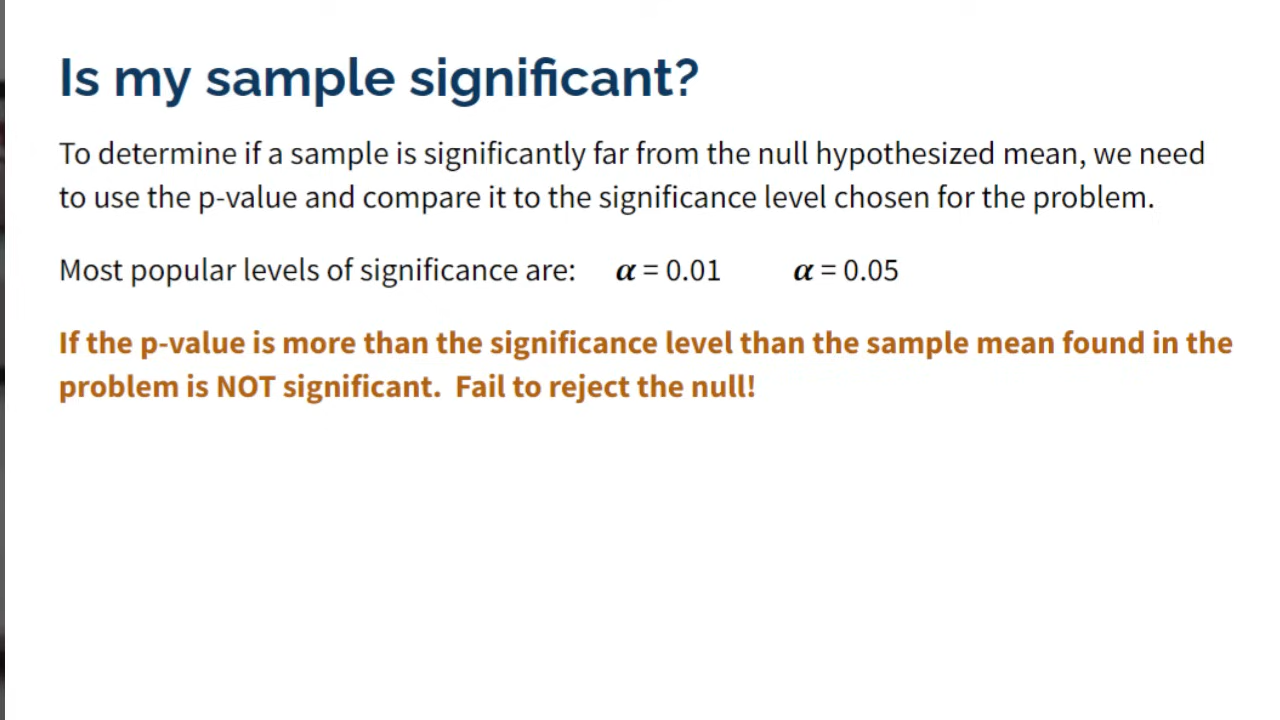 Is my sample significant?
To determine if a sample is significantly far from the null hypothesized mean, we need
to use the p-value and compare it to the significance level chosen for the problem.
Most popular levels of significance are: α = 0.01 α = 0.05
If the p-value is more than the significance level than the sample mean found in the
problem is NOT significant. Fail to reject the null!